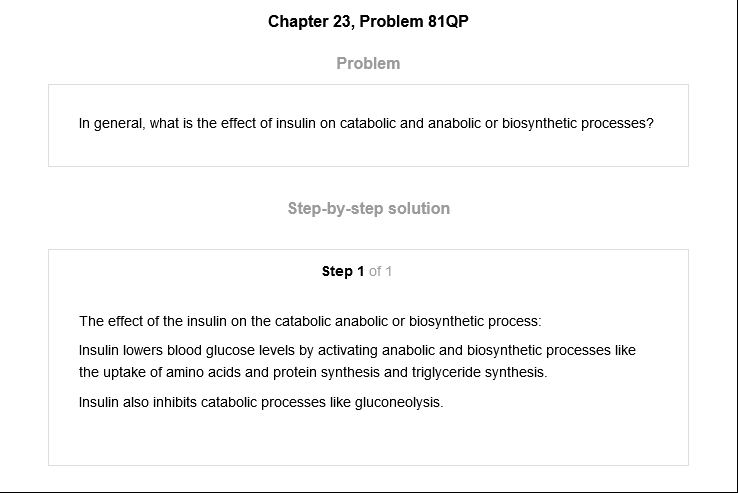 Chapter 23, Problem 81QP
Problem
In general, what is the effect of insulin on catabolic and anabolic or biosynthetic processes?
Step-by-step solution
Step 1 of 1
The effect of the insulin on the catabolic anabolic or biosynthetic process:
Insulin lowers blood glucose levels by activating anabolic and biosynthetic processes like
the uptake of amino acids and protein synthesis and triglyceride synthesis.
Insulin also inhibits catabolic processes like gluconeolysis.